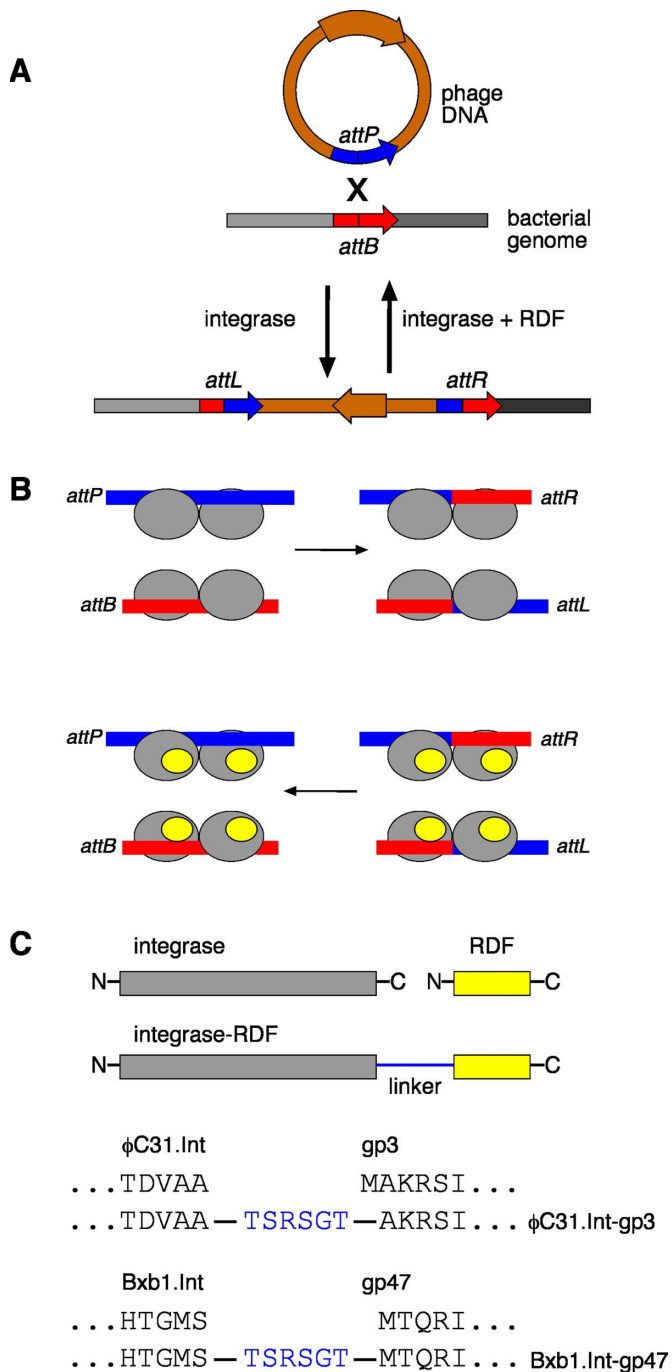 A
phage
DNA
attP
X
bacterial
genome
attB
integrase
integrase + RDF
attL
attR
B
attP
attR
attB
attL
attP
attR
attB
attL
C
integrase
RDF
N
C
N
C
integrase-RDF
N
C
linker
ϕC31.Int gp3
...TDVAA MAKRSI...
...TDVAA — TSRSGT — AKRSI... ϕC31.Int-gp3
Bxb1.Int gp47
...HTGMS MTQRI...
...HTGMS — TSRSGT — MTQRI... Bxb1.Int-gp47